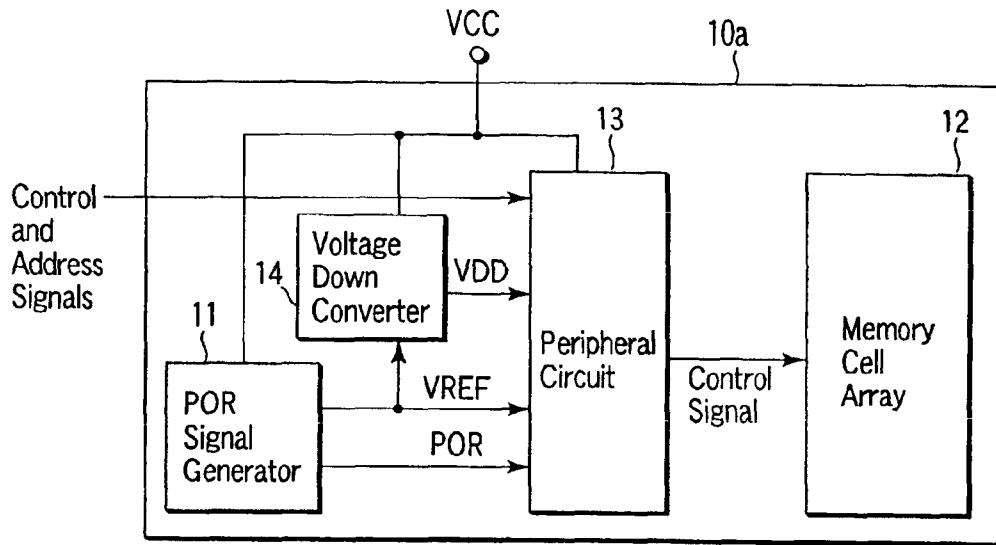 VCC
10a
13
12
Control
and
Address
Signals
Voltage
Down
Converter
14
VDD
11
Peripheral
Circuit
Memory
Cell
Array
Control
Signal
POR
Signal
Generator
VREF
POR